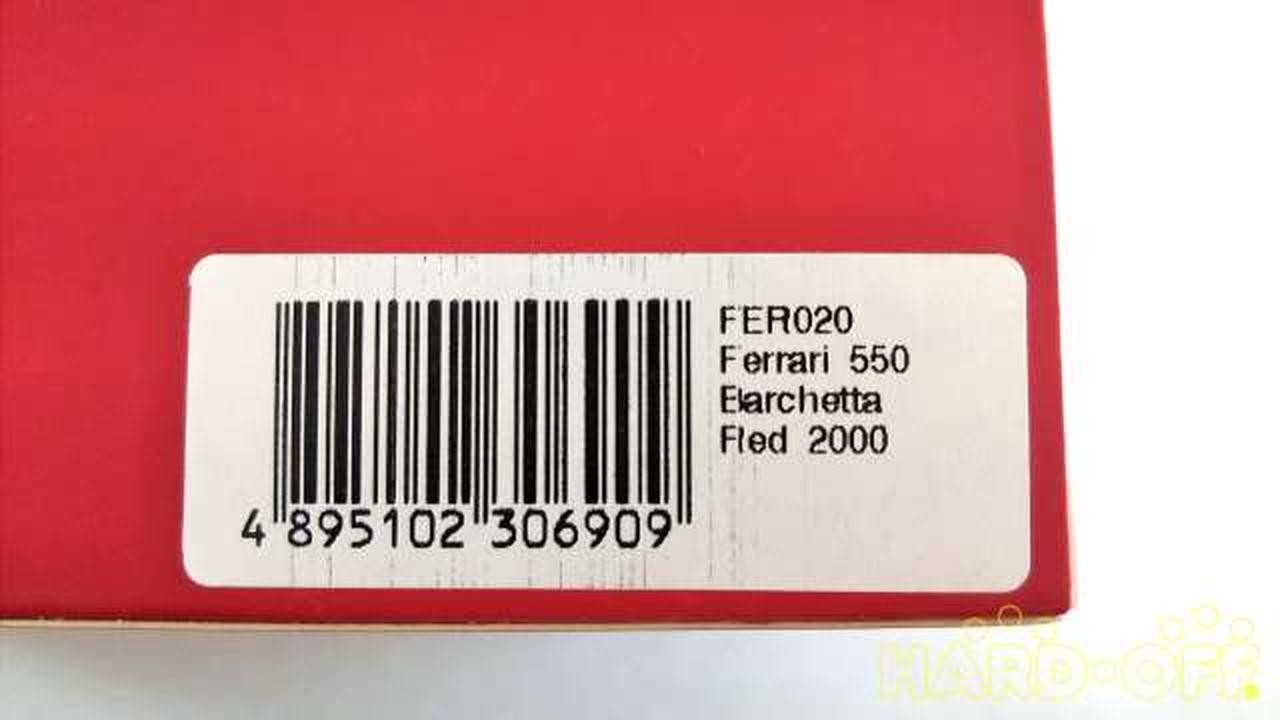 FER020
Ferrari 550
Barchetta
Red 2000
4 895102 306909
HARD-OFF